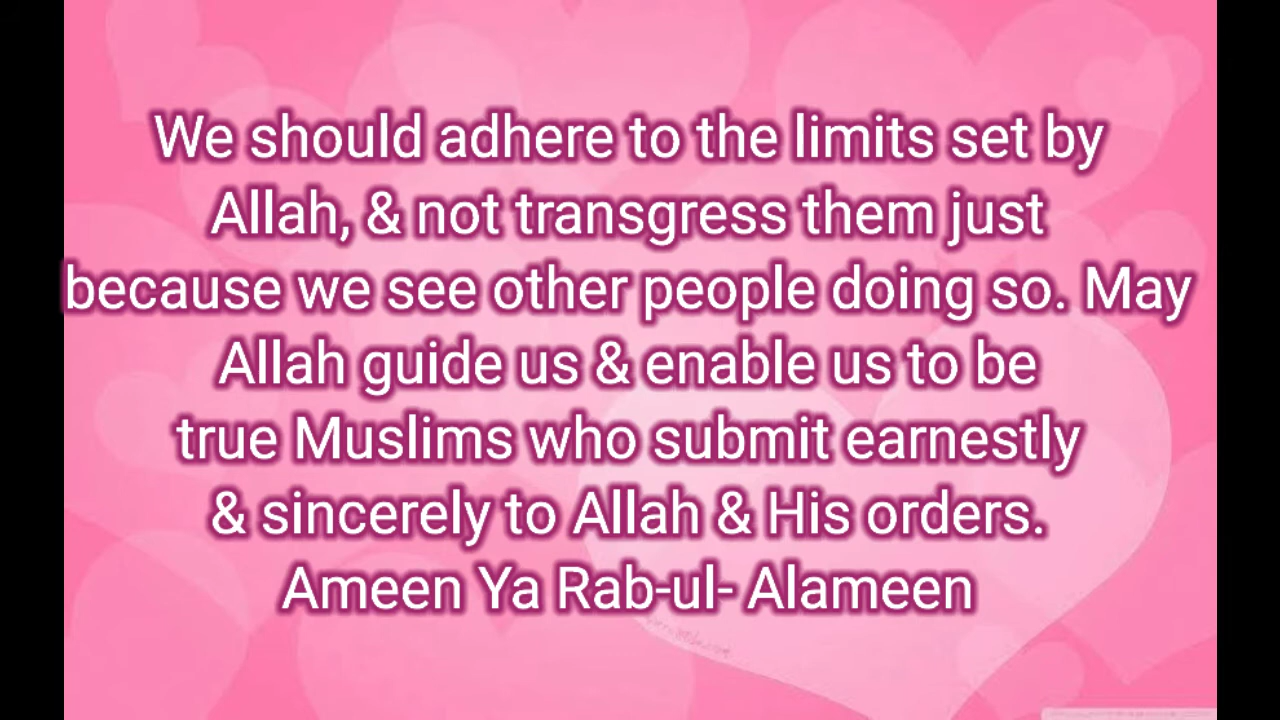 We should adhere to the limits set by
Allah, & not transgress them just
because we see other people doing so. May
Allah guide us & enable us to be
true Muslims who submit earnestly
& sincerely to Allah & His orders.
Ameen Ya Rab-ul- Alameen